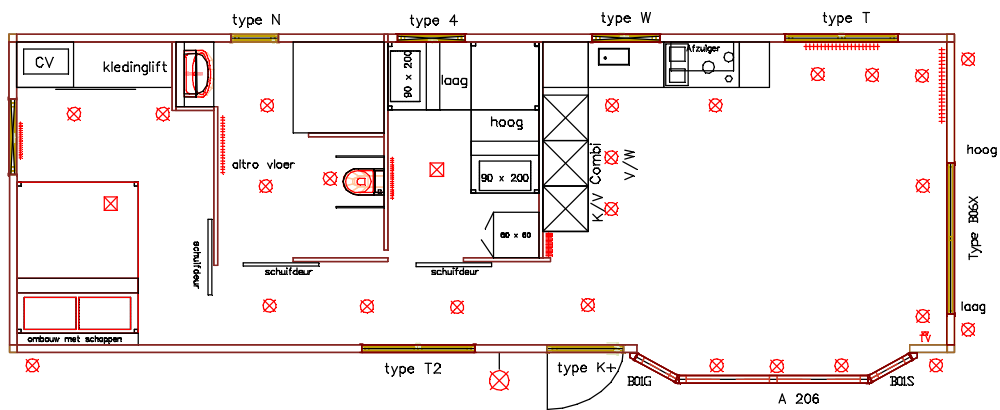 type N
type 4
type W
type T
CV
kledinglift
90 x 200
laag
Afzuiger
hoog
altro vloer
90 x 200
K/V Combi
V/W
hoog
Type B06X
60 x 60
schuifdeur
schuifdeur
schuifdeur
laag
TV
ombouw met schappen
type T2
type K+
B01G
B01S
A 206